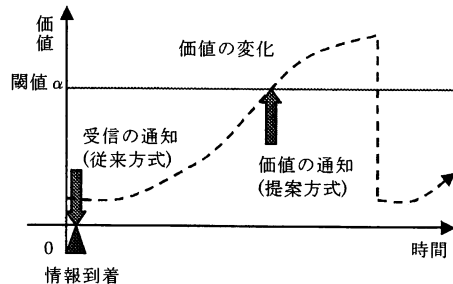 価値
価値の変化
閾値 α
受信の通知
(従来方式)
価値の通知
(提案方式)
0
時間
情報到着